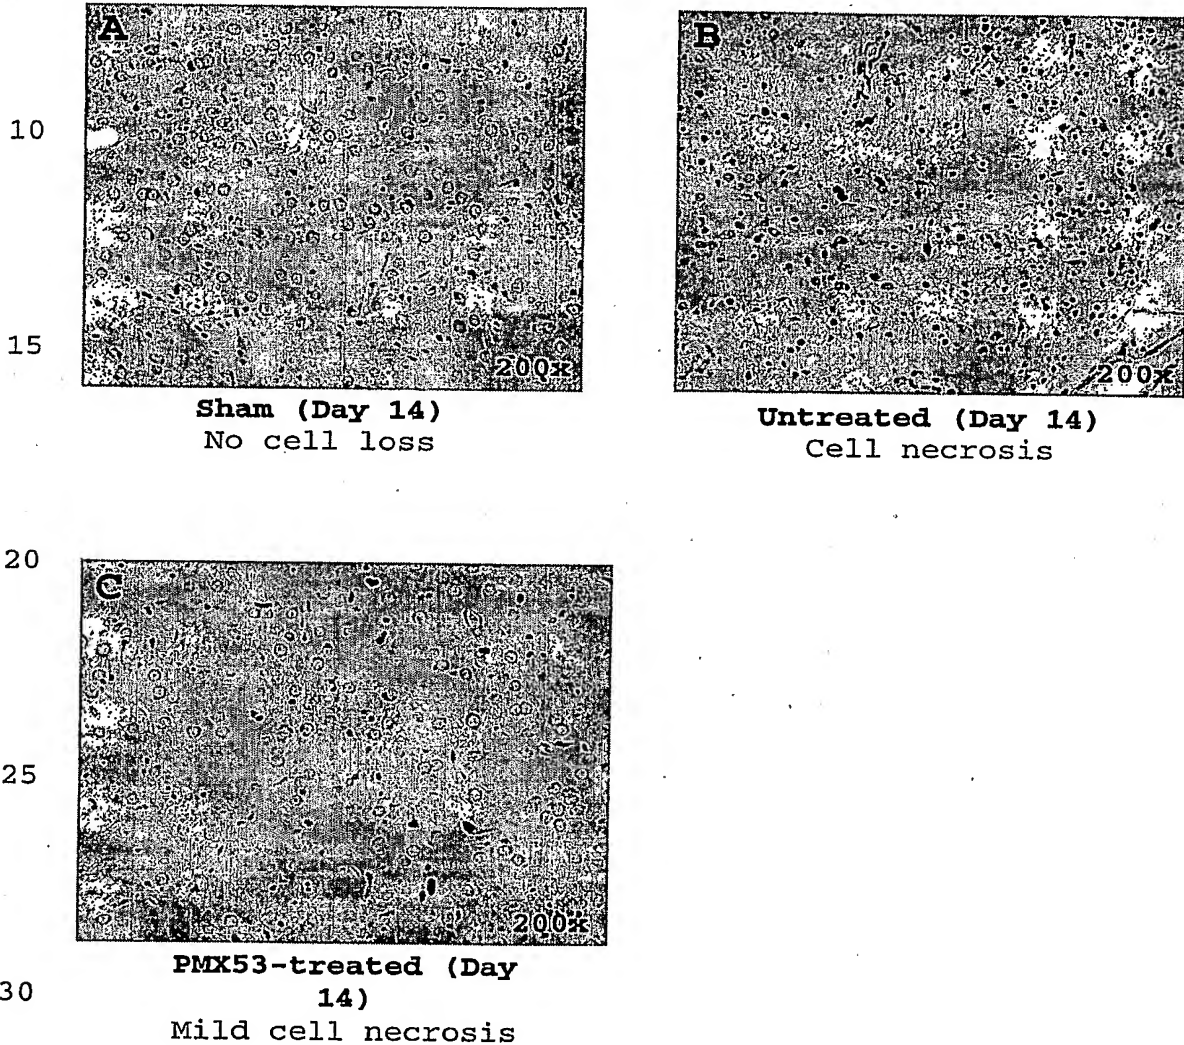 A
B
10
15
200x
200x
Sham (Day 14)
No cell loss
Untreated (Day 14)
Cell necrosis
20
C
25
200x
PMX53-treated (Day
14)
30
Mild cell necrosis